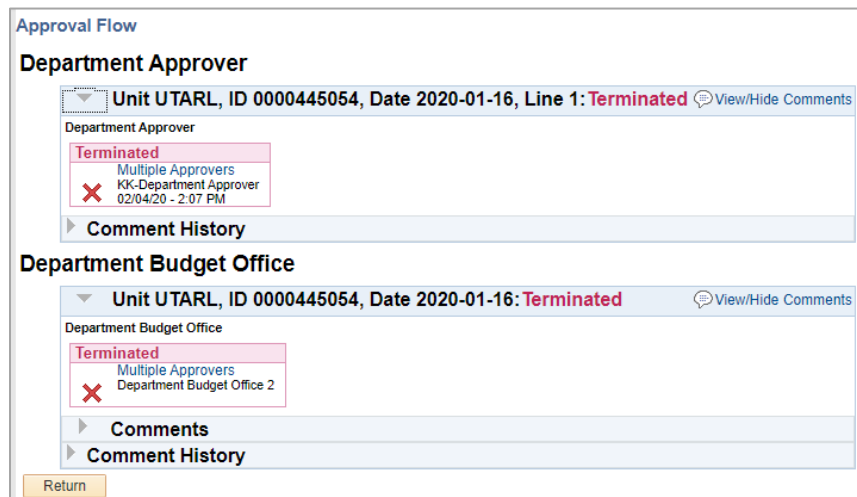 Approval Flow
Department Approver
Unit UTARL, ID 0000445054, Date 2020-01-16, Line 1:Terminated View/Hide Comments
Department Approver
Terminated
Multiple Approvers
KK-Department Approver
02/04/20 - 2:07 PM
Comment History
Department Budget Office
Unit UTARL, ID 0000445054, Date 2020-01-16:Terminated View/Hide Comments
Department Budget Office
Terminated
Multiple Approvers
Department Budget Office 2
Comments
Comment History
Return